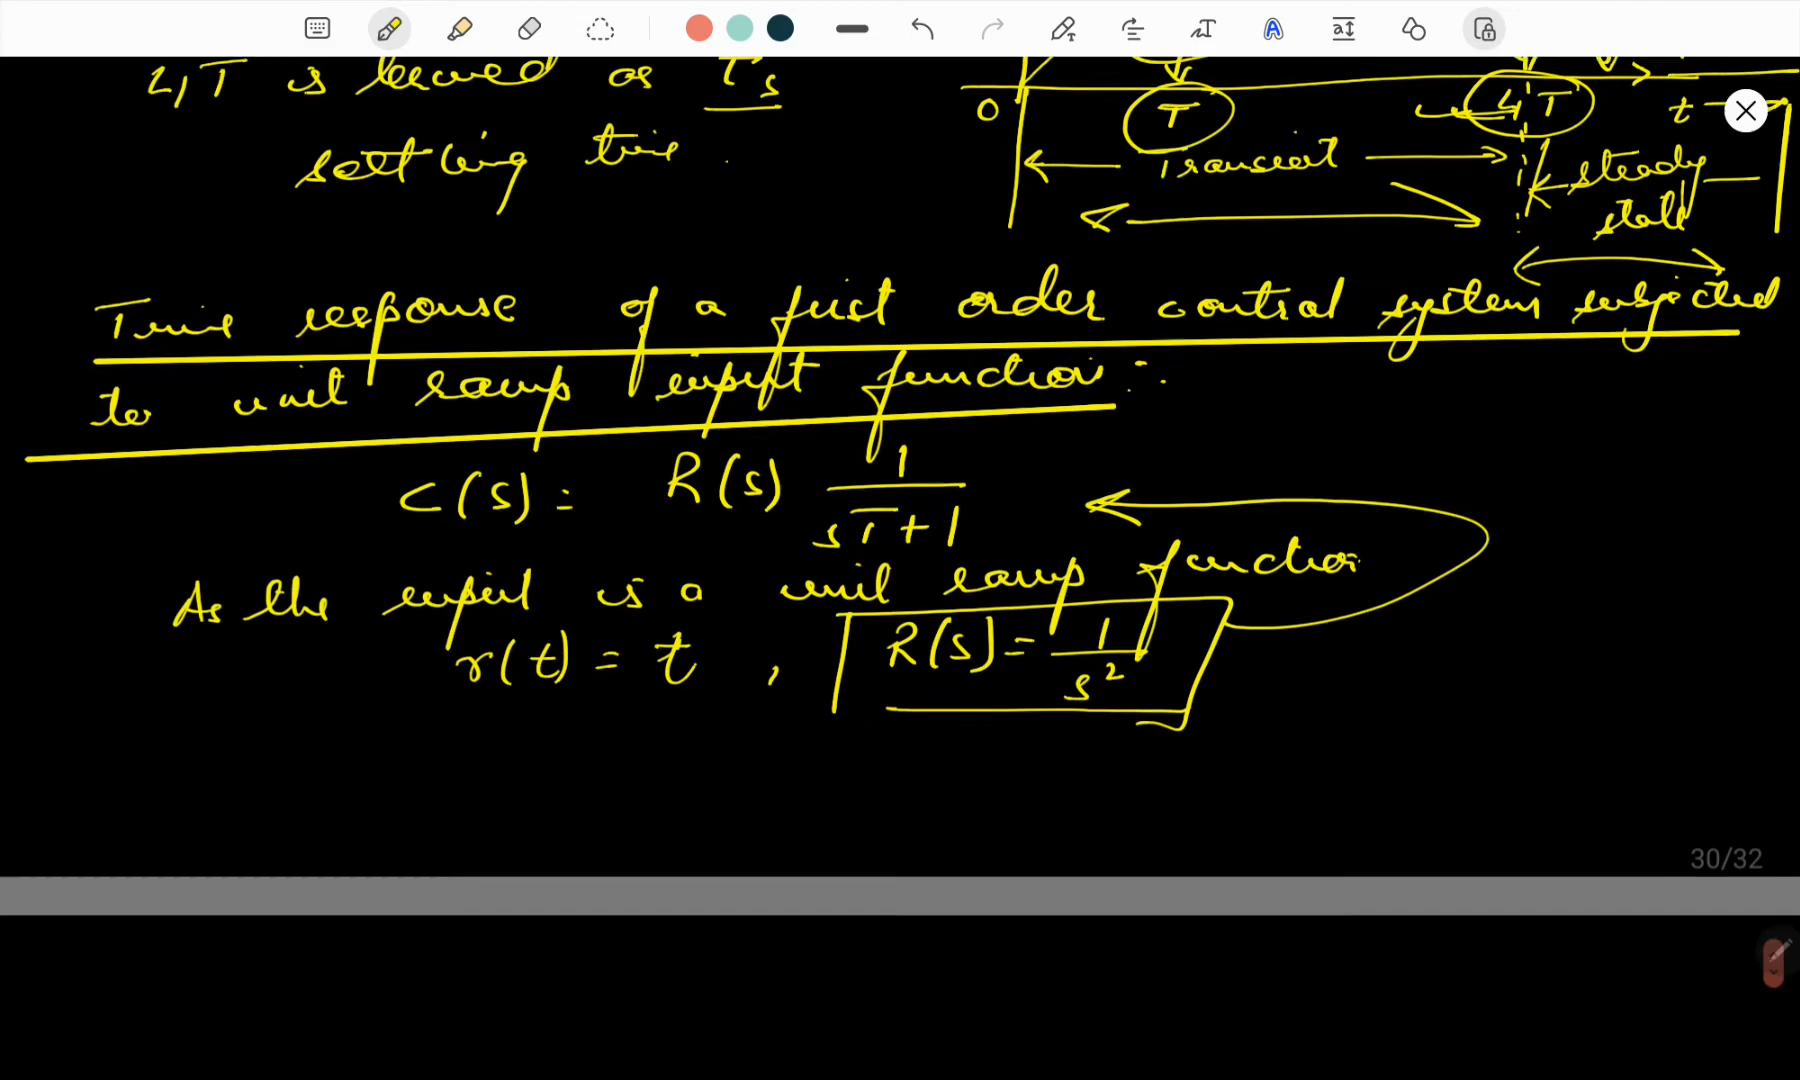 4T is termed as Ts
settling time.
0 T 4T t
Transient
steady
state
Time response of a first order control system subjected
to unit ramp input function :-
C(s) = R(s) 1/(sT+1)
As the input is a unit ramp function
r(t) = t , R(s) = 1/s²
30/32